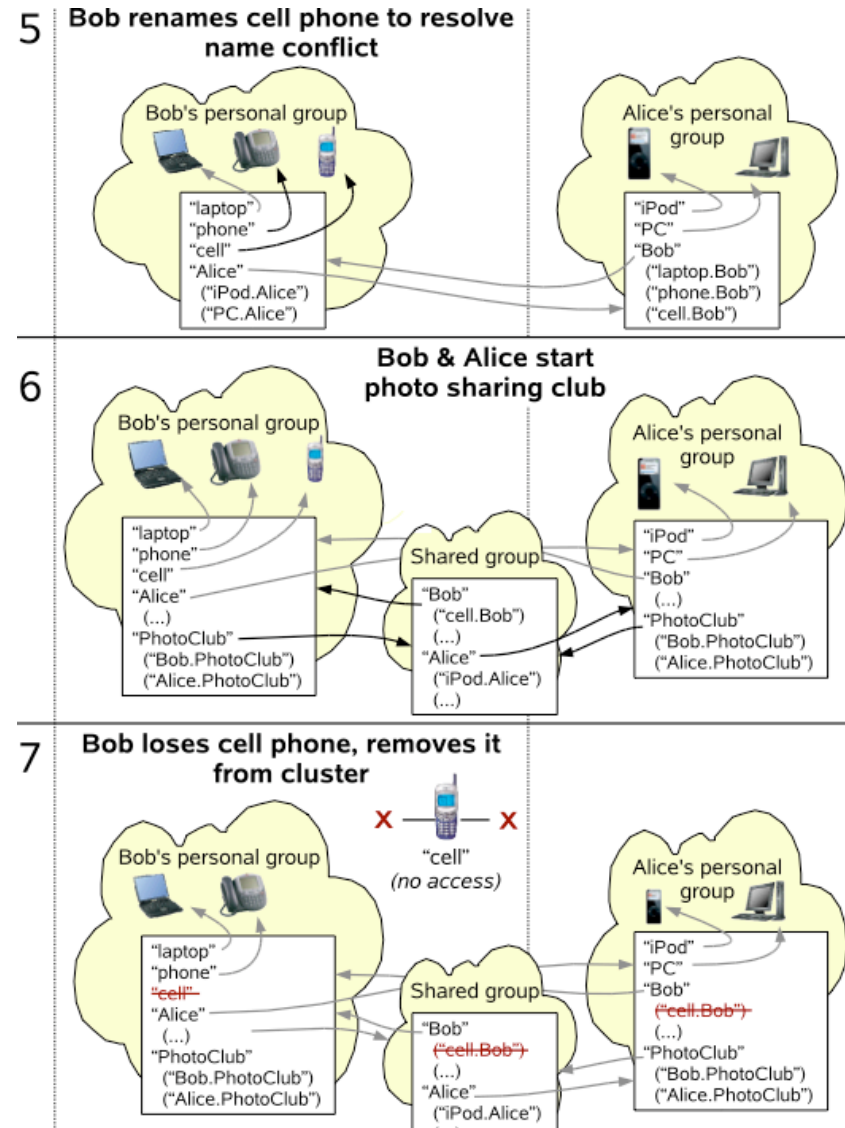 5
Bob renames cell phone to resolve
name conflict
Bob's personal group
“laptop”
“phone”
“cell”
“Alice”
(“iPod.Alice”)
(“PC.Alice”)
Alice's personal
group
“iPod”
“PC”
“Bob”
(“laptop.Bob”)
(“phone.Bob”)
(“cell.Bob”)
6
Bob & Alice start
photo sharing club
Bob's personal group
“laptop”
“phone”
“cell”
“Alice”
(...)
“PhotoClub”
(“Bob.PhotoClub”)
(“Alice.PhotoClub”)
Shared group
“Bob”
(“cell.Bob”)
(...)
“Alice”
(“iPod.Alice”)
(...)
Alice's personal
group
“iPod”
“PC”
“Bob”
(...)
“PhotoClub”
(“Bob.PhotoClub”)
(“Alice.PhotoClub”)
7
Bob loses cell phone, removes it
from cluster
X
X
“cell”
(no access)
Bob's personal group
“laptop”
“phone”
“cell”
“Alice”
(...)
“PhotoClub”
(“Bob.PhotoClub”)
(“Alice.PhotoClub”)
Shared group
“Bob”
(“cell.Bob”)
(...)
“Alice”
(“iPod.Alice”)
Alice's personal
group
“iPod”
“PC”
“Bob”
(“cell.Bob”)
(...)
“PhotoClub”
(“Bob.PhotoClub”)
(“Alice.PhotoClub”)